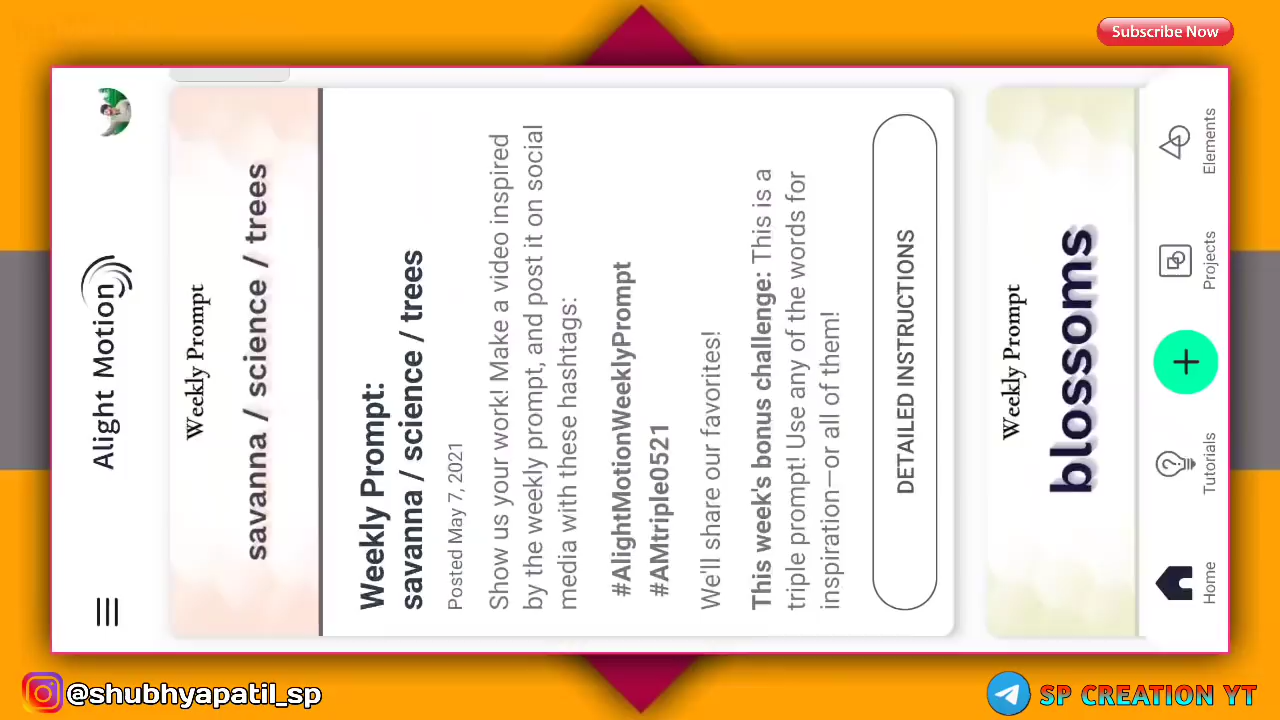 Subscribe Now
Alight Motion
Weekly Prompt
savanna / science / trees
Weekly Prompt:
savanna / science / trees
Posted May 7, 2021
Show us your work! Make a video inspired
by the weekly prompt, and post it on social
media with these hashtags:
#AlightMotionWeeklyPrompt
#AMtriple0521
We'll share our favorites!
This week's bonus challenge: This is a
triple prompt! Use any of the words for
inspiration—or all of them!
DETAILED INSTRUCTIONS
Weekly Prompt
blossoms
Home
Tutorials
Projects
Elements
@shubhyapatil_sp
SP CREATION YT